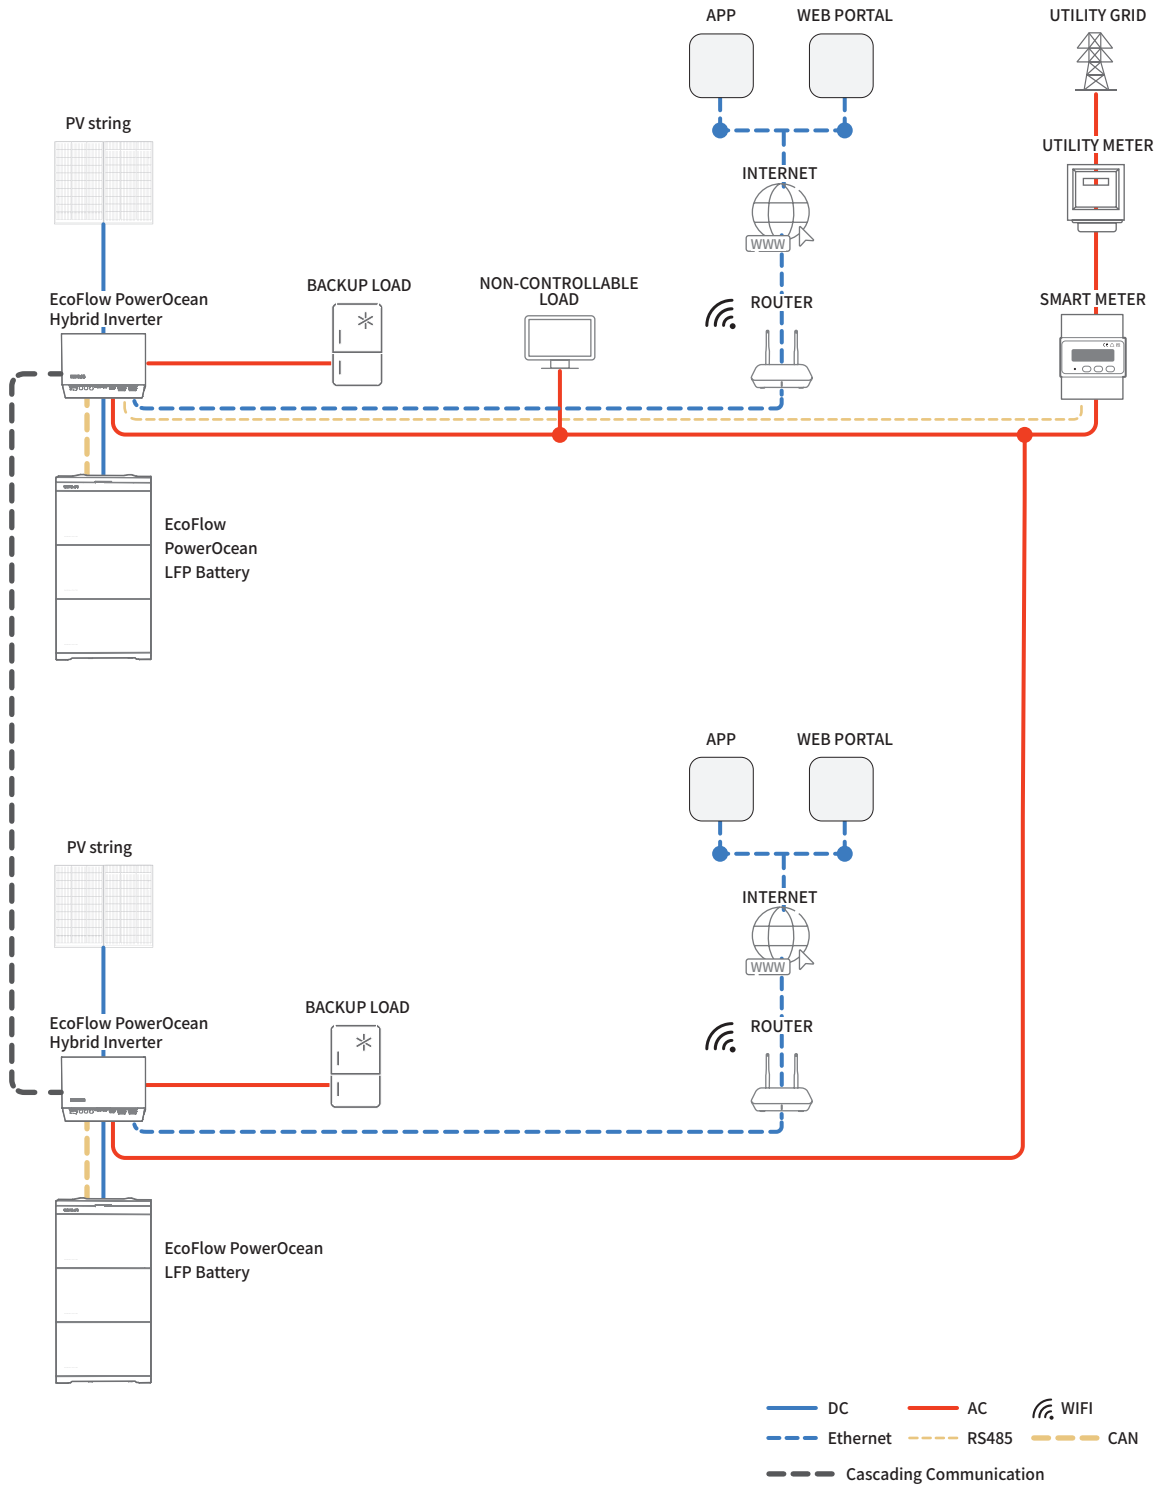 APP
WEB PORTAL
UTILITY GRID
PV string
UTILITY METER
INTERNET
WWW
EcoFlow PowerOcean
Hybrid Inverter
BACKUP LOAD
NON-CONTROLLABLE
LOAD
ROUTER
SMART METER
EcoFlow
PowerOcean
LFP Battery
APP
WEB PORTAL
PV string
INTERNET
WWW
EcoFlow PowerOcean
Hybrid Inverter
BACKUP LOAD
ROUTER
EcoFlow PowerOcean
LFP Battery
DC
AC
WIFI
Ethernet
RS485
CAN
Cascading Communication